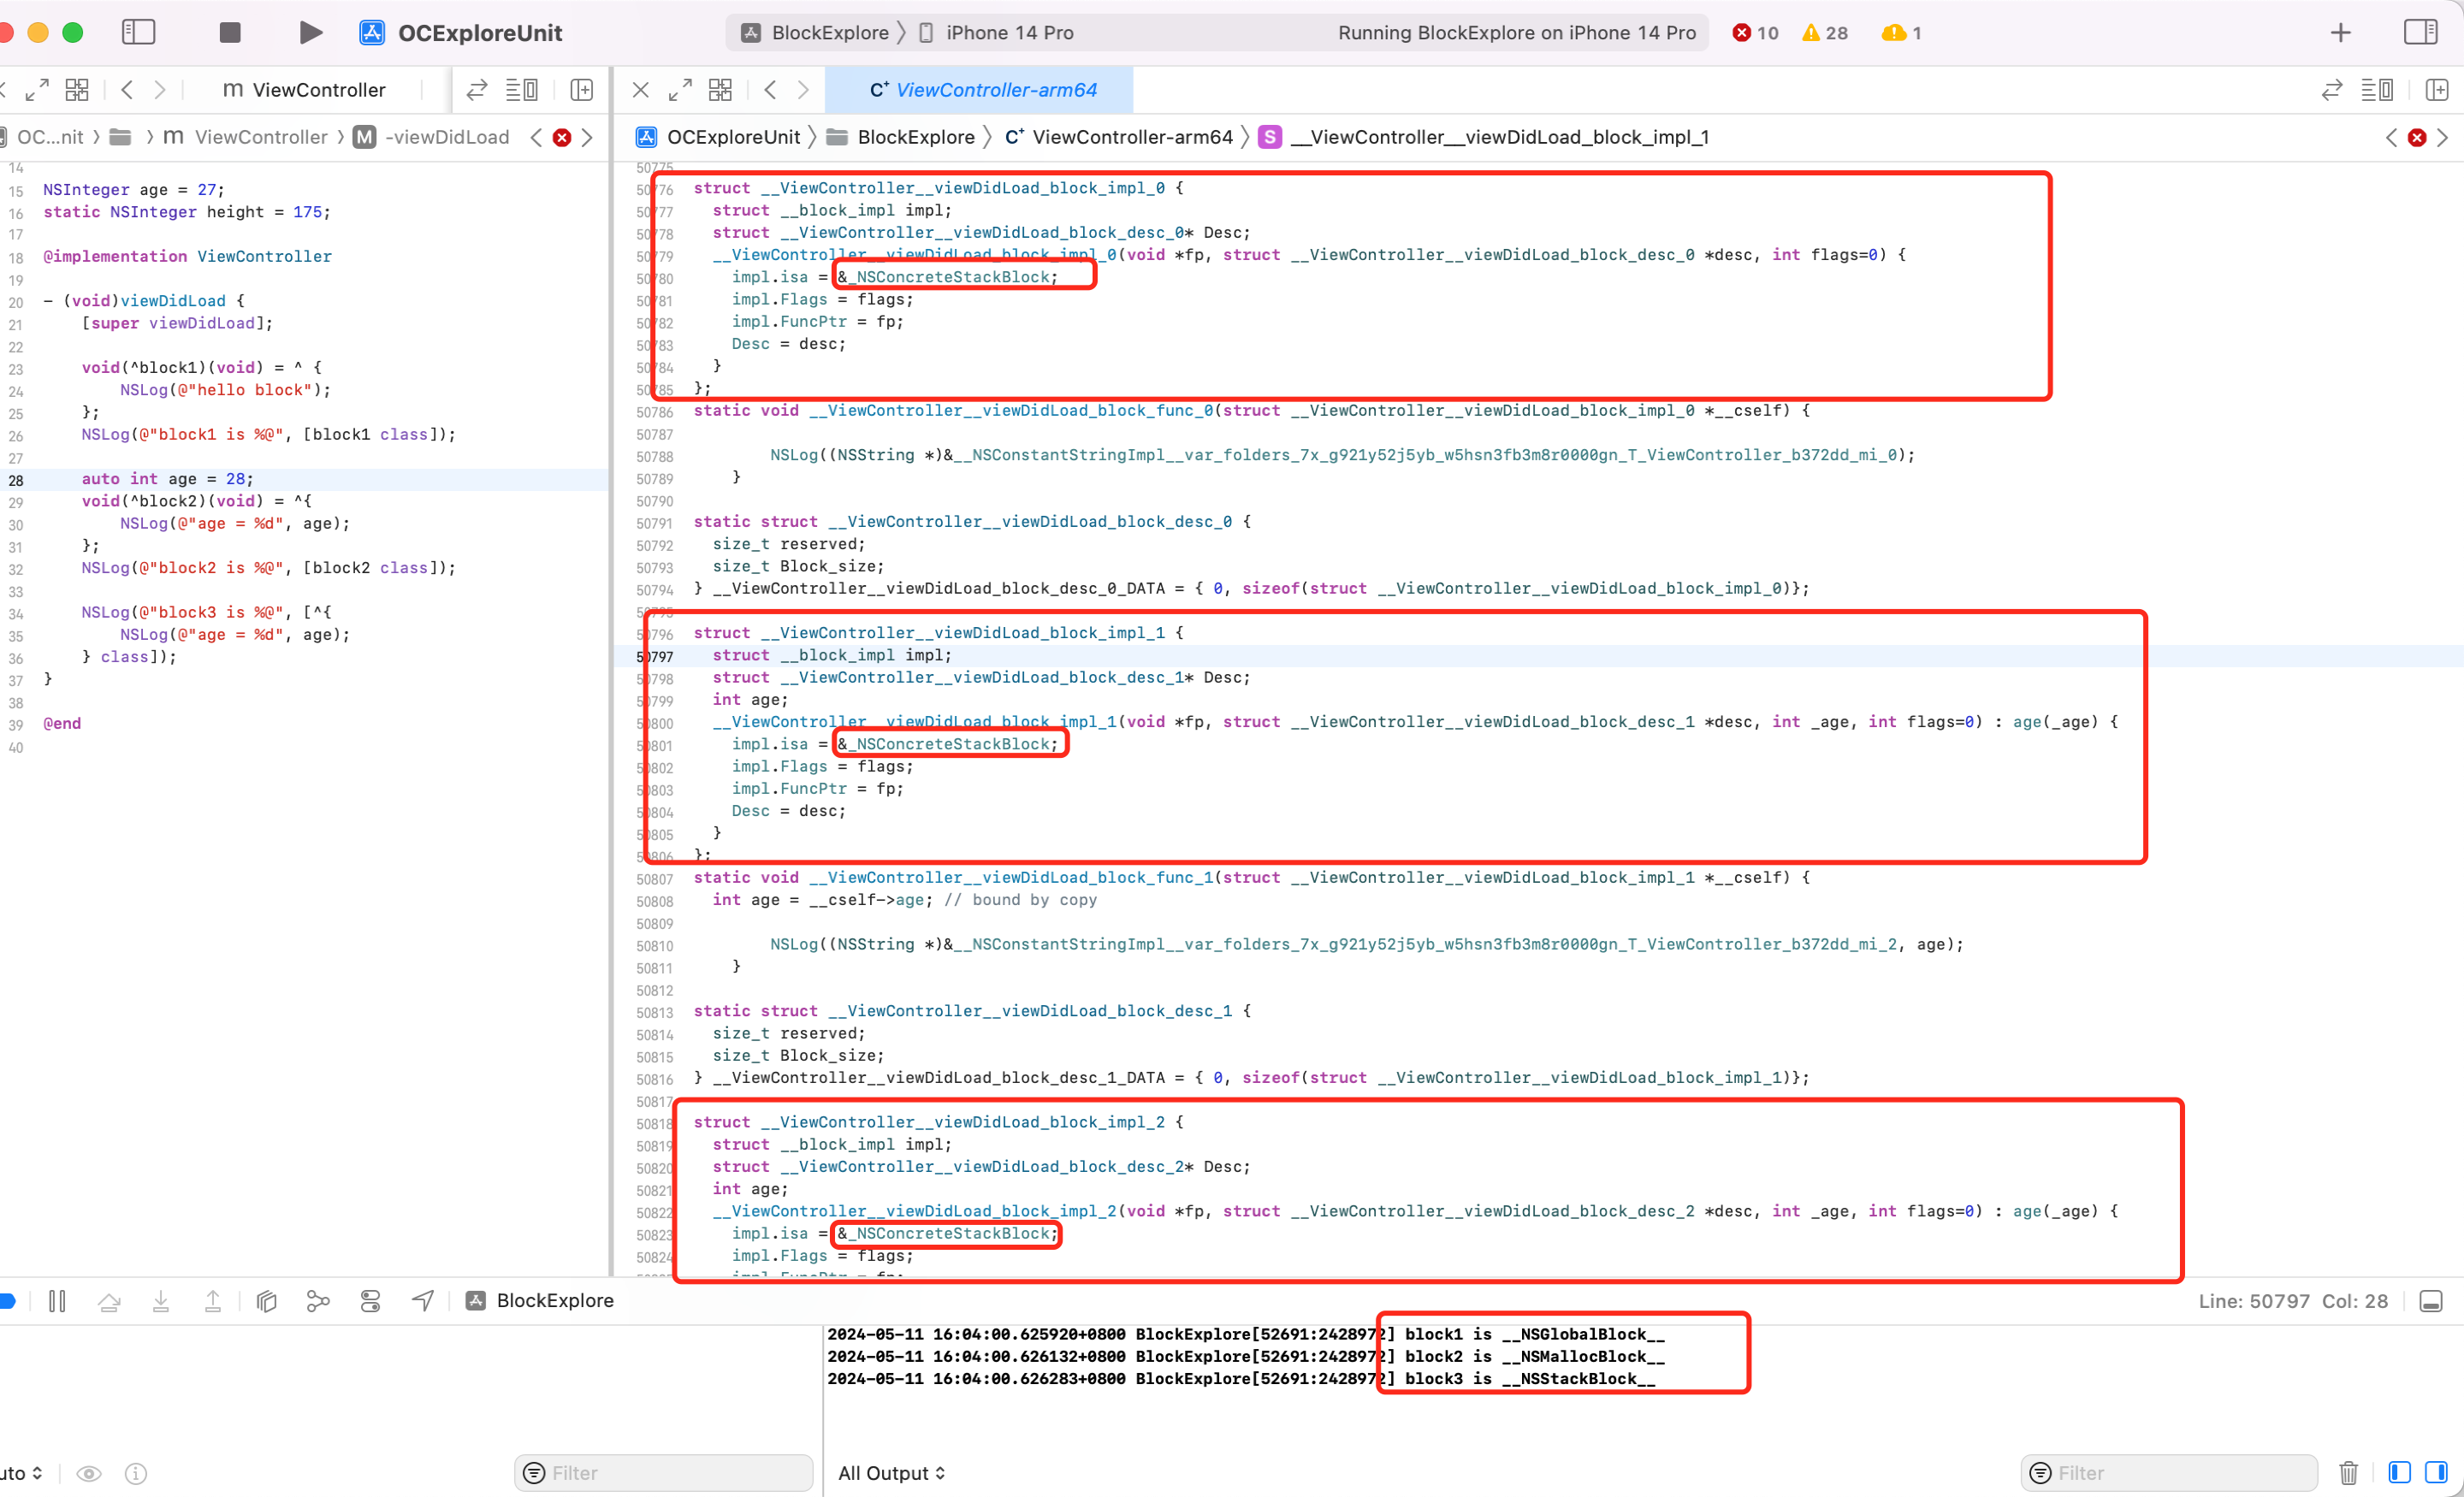 OCExploreUnit
BlockExplore 〉 iPhone 14 Pro
Running BlockExplore on iPhone 14 Pro
10
28
1
m ViewController
C⁺ ViewController-arm64
OC...nit 〉 〉 m ViewController 〉 M -viewDidLoad
OCExploreUnit 〉 BlockExplore 〉 C⁺ ViewController-arm64 〉 S __ViewController__viewDidLoad_block_impl_1
14
15 NSInteger age = 27;
16 static NSInteger height = 175;
17
18 @implementation ViewController
19
20 - (void)viewDidLoad {
21     [super viewDidLoad];
22
23     void(^block1)(void) = ^ {
24         NSLog(@"hello block");
25     };
26     NSLog(@"block1 is %@", [block1 class]);
27
28     auto int age = 28;
29     void(^block2)(void) = ^{
30         NSLog(@"age = %d", age);
31     };
32     NSLog(@"block2 is %@", [block2 class]);
33
34     NSLog(@"block3 is %@", [^{
35         NSLog(@"age = %d", age);
36     } class]);
37 }
38
39 @end
40
50775
50776 struct __ViewController__viewDidLoad_block_impl_0 {
50777   struct __block_impl impl;
50778   struct __ViewController__viewDidLoad_block_desc_0* Desc;
50779   __ViewController__viewDidLoad_block_impl_0(void *fp, struct __ViewController__viewDidLoad_block_desc_0 *desc, int flags=0) {
50780     impl.isa = &_NSConcreteStackBlock;
50781     impl.Flags = flags;
50782     impl.FuncPtr = fp;
50783     Desc = desc;
50784   }
50785 };
50786 static void __ViewController__viewDidLoad_block_func_0(struct __ViewController__viewDidLoad_block_impl_0 *__cself) {
50787
50788         NSLog((NSString *)&__NSConstantStringImpl__var_folders_7x_g921y52j5yb_w5hsn3fb3m8r0000gn_T_ViewController_b372dd_mi_0);
50789     }
50790
50791 static struct __ViewController__viewDidLoad_block_desc_0 {
50792   size_t reserved;
50793   size_t Block_size;
50794 } __ViewController__viewDidLoad_block_desc_0_DATA = { 0, sizeof(struct __ViewController__viewDidLoad_block_impl_0)};
50795
50796 struct __ViewController__viewDidLoad_block_impl_1 {
50797   struct __block_impl impl;
50798   struct __ViewController__viewDidLoad_block_desc_1* Desc;
50799   int age;
50800   __ViewController__viewDidLoad_block_impl_1(void *fp, struct __ViewController__viewDidLoad_block_desc_1 *desc, int _age, int flags=0) : age(_age) {
50801     impl.isa = &_NSConcreteStackBlock;
50802     impl.Flags = flags;
50803     impl.FuncPtr = fp;
50804     Desc = desc;
50805   }
50806 };
50807 static void __ViewController__viewDidLoad_block_func_1(struct __ViewController__viewDidLoad_block_impl_1 *__cself) {
50808   int age = __cself->age; // bound by copy
50809
50810         NSLog((NSString *)&__NSConstantStringImpl__var_folders_7x_g921y52j5yb_w5hsn3fb3m8r0000gn_T_ViewController_b372dd_mi_2, age);
50811     }
50812
50813 static struct __ViewController__viewDidLoad_block_desc_1 {
50814   size_t reserved;
50815   size_t Block_size;
50816 } __ViewController__viewDidLoad_block_desc_1_DATA = { 0, sizeof(struct __ViewController__viewDidLoad_block_impl_1)};
50817
50818 struct __ViewController__viewDidLoad_block_impl_2 {
50819   struct __block_impl impl;
50820   struct __ViewController__viewDidLoad_block_desc_2* Desc;
50821   int age;
50822   __ViewController__viewDidLoad_block_impl_2(void *fp, struct __ViewController__viewDidLoad_block_desc_2 *desc, int _age, int flags=0) : age(_age) {
50823     impl.isa = &_NSConcreteStackBlock;
50824     impl.Flags = flags;
impl.FuncPtr = fp;
BlockExplore
Line: 50797 Col: 28
2024-05-11 16:04:00.625920+0800 BlockExplore[52691:2428972] block1 is __NSGlobalBlock__
2024-05-11 16:04:00.626132+0800 BlockExplore[52691:2428972] block2 is __NSMallocBlock__
2024-05-11 16:04:00.626283+0800 BlockExplore[52691:2428972] block3 is __NSStackBlock__
uto
Filter
All Output
Filter